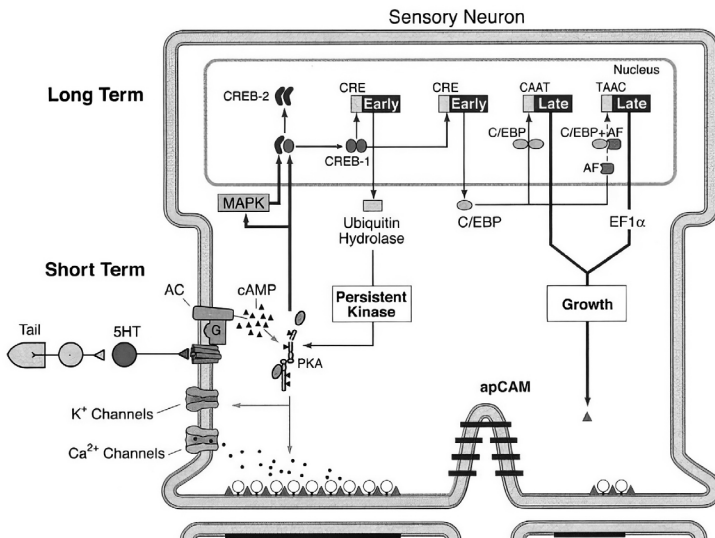 Sensory Neuron
Nucleus
Long Term
CREB-2
CRE
Early
CRE
Early
CAAT
Late
TAAC
Late
C/EBP
C/EBP+AF
CREB-1
AF
MAPK
Ubiquitin
Hydrolase
C/EBP
EF1α
Short Term
AC
cAMP
Persistent
Kinase
Growth
Tail
5HT
G
PKA
apCAM
K+ Channels
Ca2+ Channels